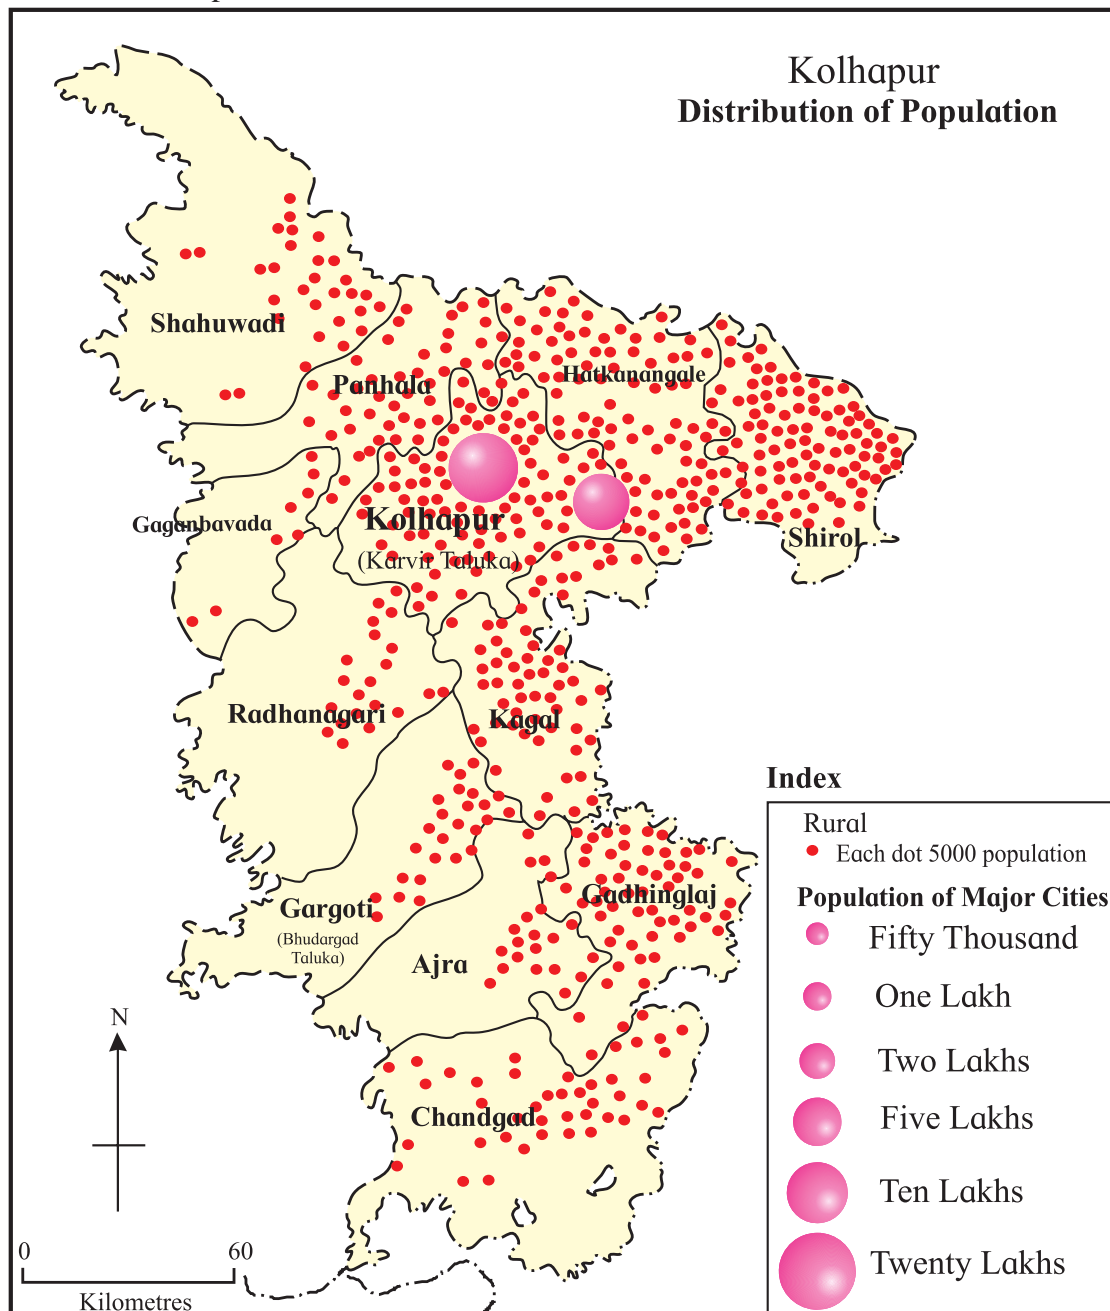 Kolhapur
Distribution of Population
Shahuwadi
Panhala
Hatkanangale
Gaganbavada
Kolhapur
(Karvir Taluka)
Shirol
Radhanagari
Kagal
Gargoti
(Bhudargad
Taluka)
Ajra
Gadhinglaj
Chandgad
N
0 60
Kilometres
Index
Rural
Each dot 5000 population
Population of Major Cities
Fifty Thousand
One Lakh
Two Lakhs
Five Lakhs
Ten Lakhs
Twenty Lakhs